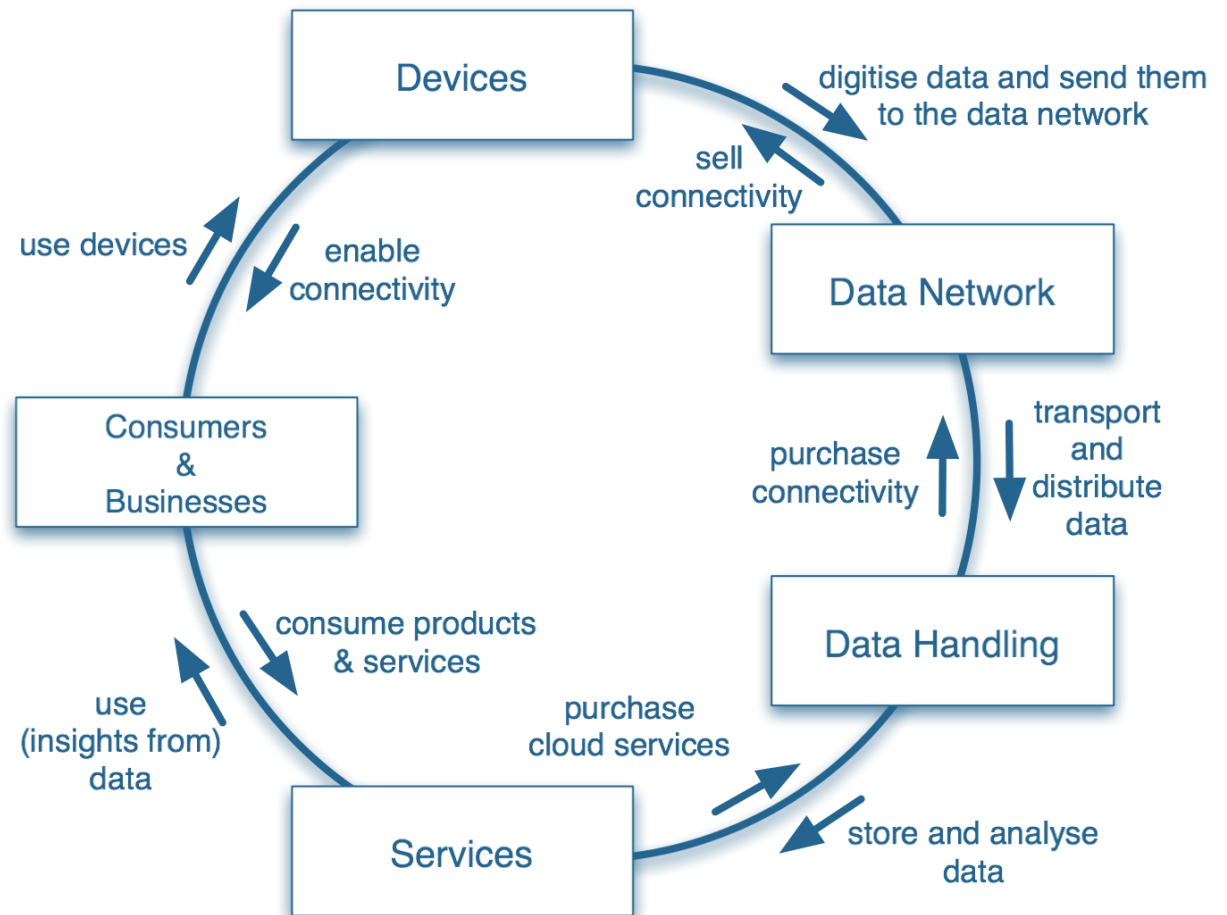 Devices
digitise data and send them
to the data network
sell
connectivity
use devices
enable
connectivity
Data Network
Consumers
&
Businesses
purchase
connectivity
transport
and
distribute
data
Data Handling
consume products
& services
use
(insights from)
data
purchase
cloud services
Services
store and analyse
data